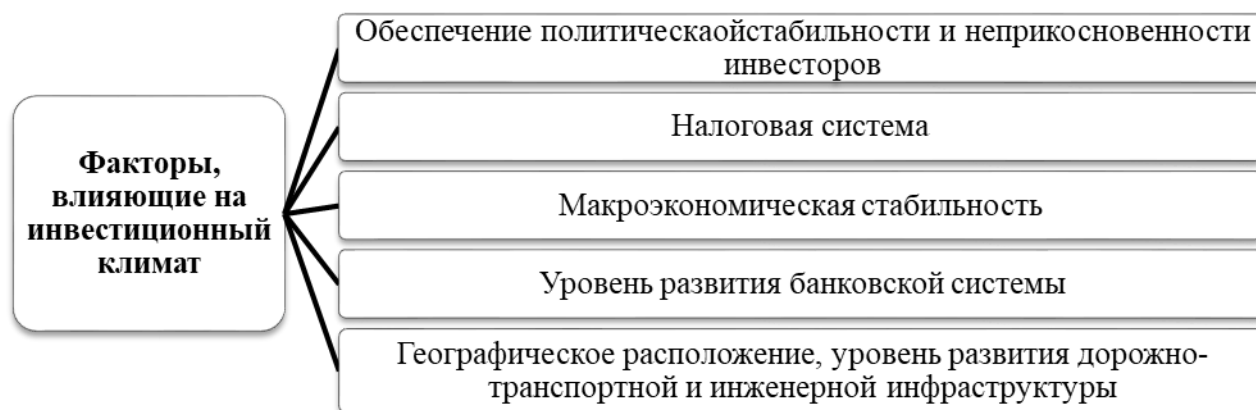 Факторы,
влияющие на
инвестиционный
климат
Обеспечение политическаойстабильности и неприкосновенности
инвесторов
Налоговая система
Макроэкономическая стабильность
Уровень развития банковской системы
Географическое расположение, уровень развития дорожно-
транспортной и инженерной инфраструктуры